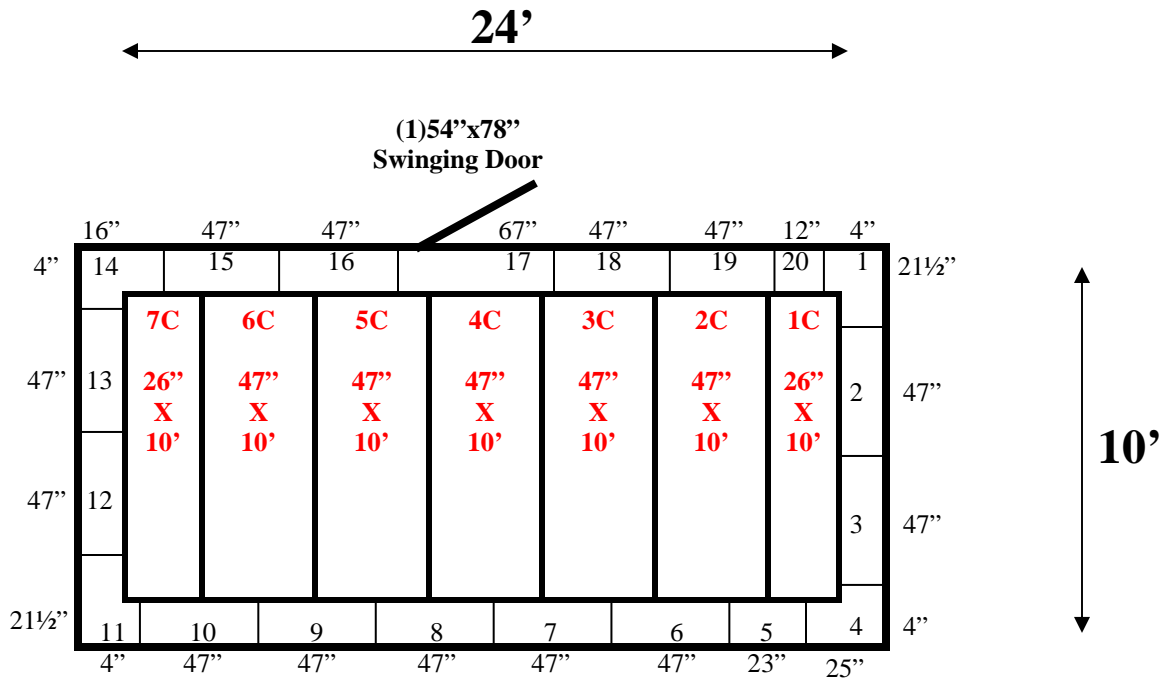 24’
(1)54”x78”
Swinging Door
16” 47” 47” 67” 47” 47” 12” 4”
4” 14 15 16 17 18 19 20 1 21½”
7C 6C 5C 4C 3C 2C 1C
47” 13 26” 47” 47” 47” 47” 47” 26” 2 47”
X X X X X X X
10’ 10’ 10’ 10’ 10’ 10’ 10’ 10’
47” 12 3 47”
21½” 11 10 9 8 7 6 5 4 4”
4” 47” 47” 47” 47” 47” 23” 25”